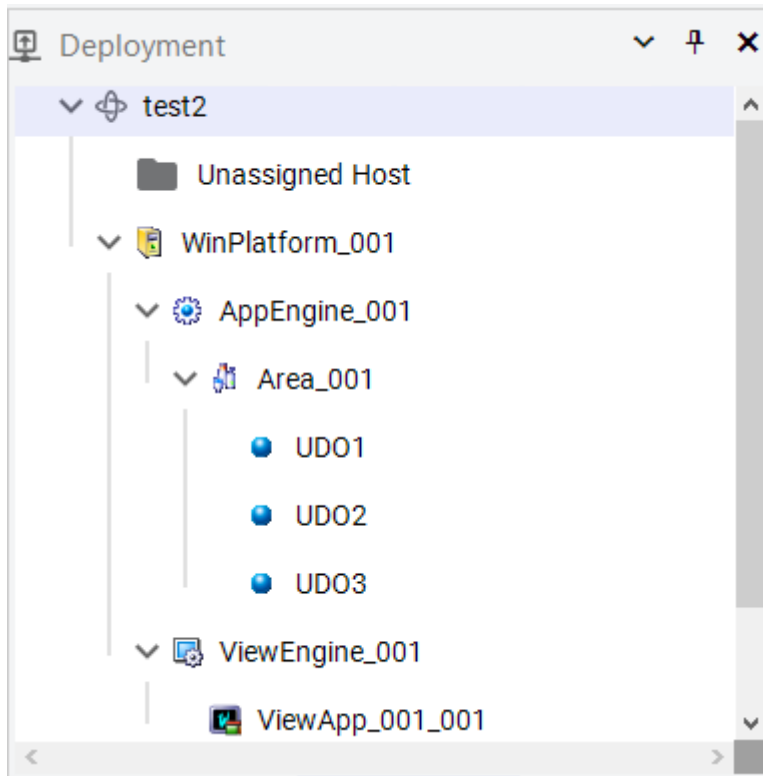 Deployment
test2
Unassigned Host
WinPlatform_001
AppEngine_001
Area_001
UDO1
UDO2
UDO3
ViewEngine_001
ViewApp_001_001